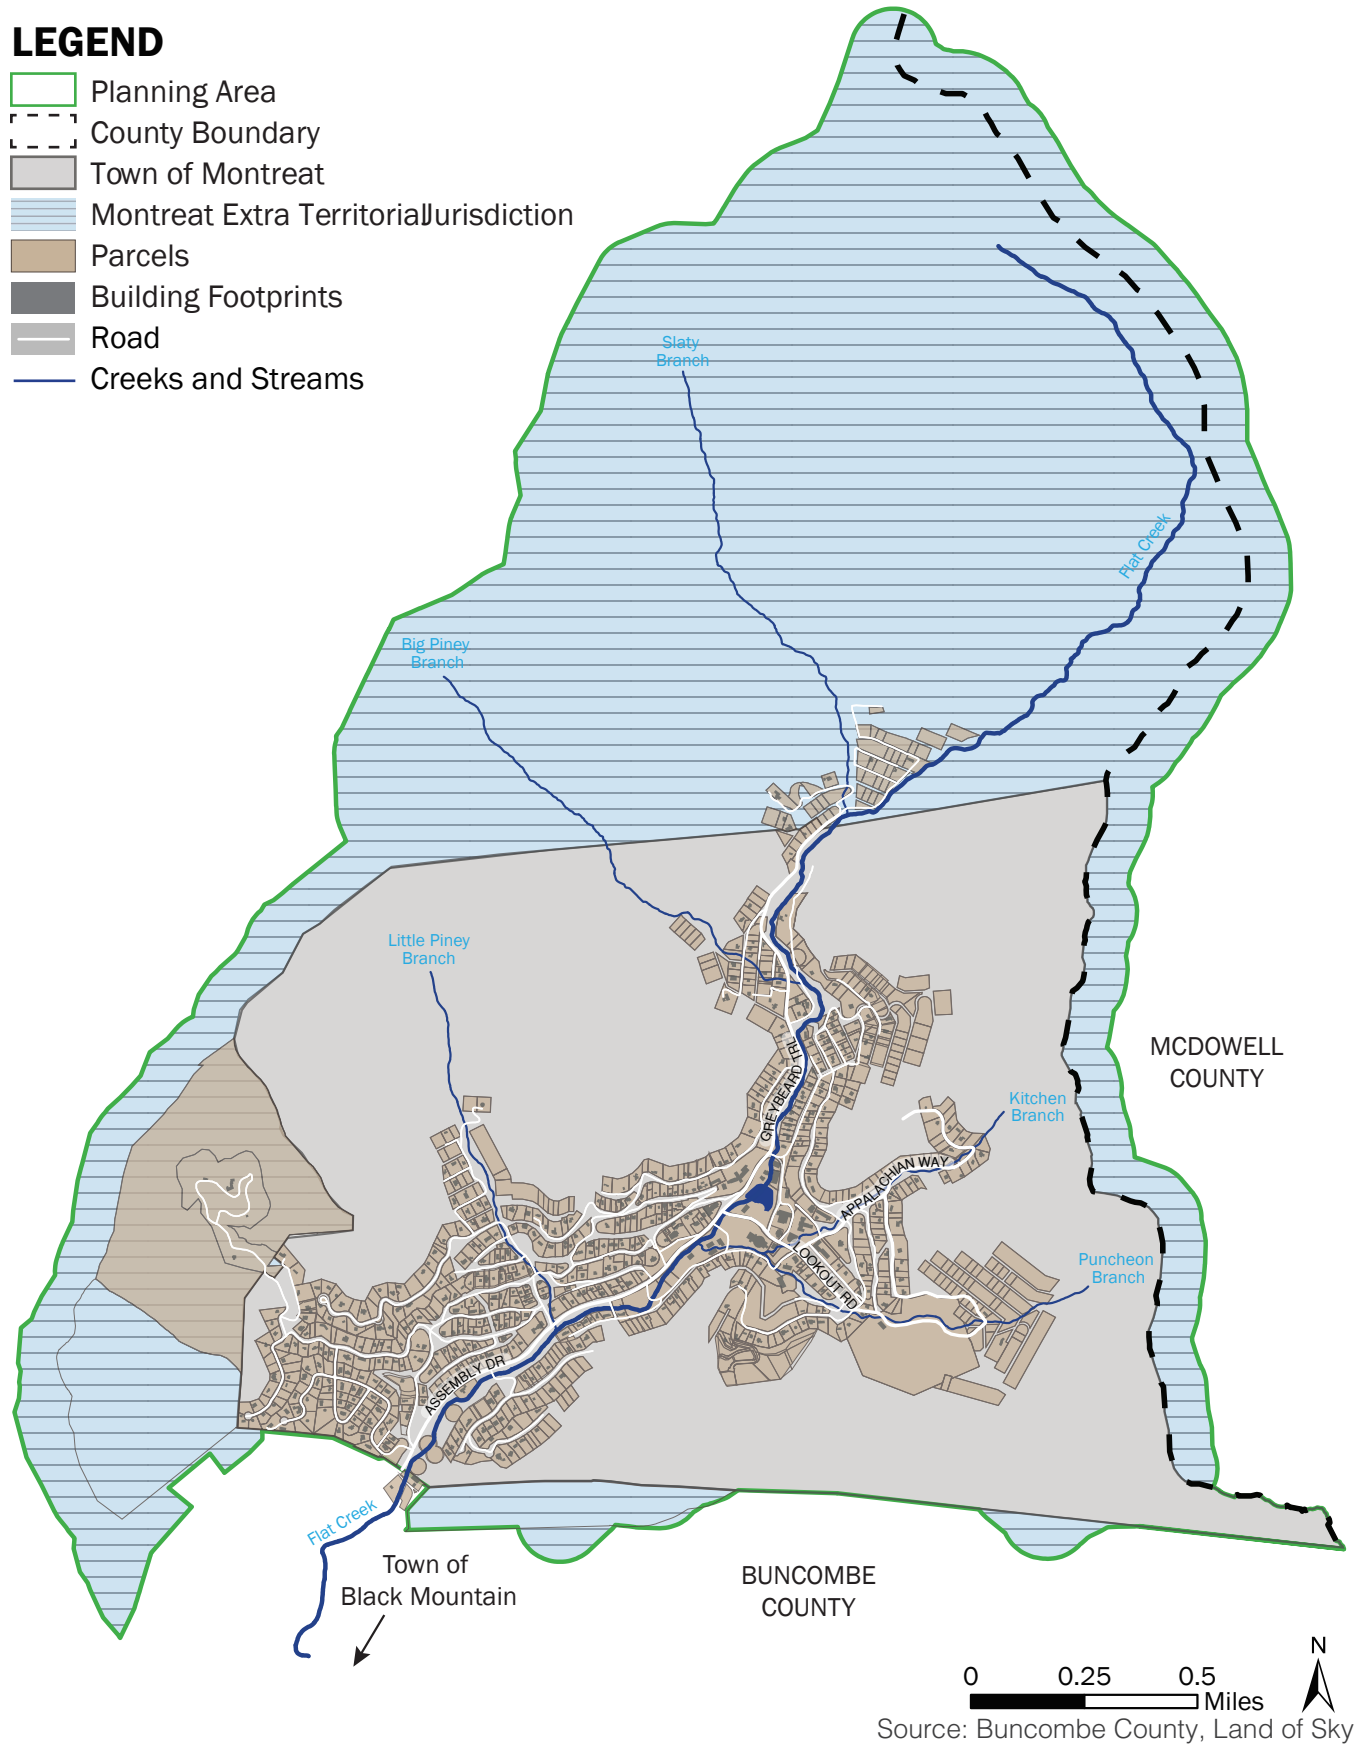 LEGEND
Planning Area
County Boundary
Town of Montreat
Montreat Extra Territorial Jurisdiction
Parcels
Building Footprints
Road
Creeks and Streams
Slaty
Branch
Flat Creek
Big Piney
Branch
Little Piney
Branch
MCDOWELL
COUNTY
GREYBEARD TRL
Kitchen
Branch
APPALACHIAN WAY
LOOKOUT RD
Puncheon
Branch
ASSEMBLY DR
Flat Creek
Town of
Black Mountain
BUNCOMBE
COUNTY
N
0 0.25 0.5
Miles
Source: Buncombe County, Land of Sky